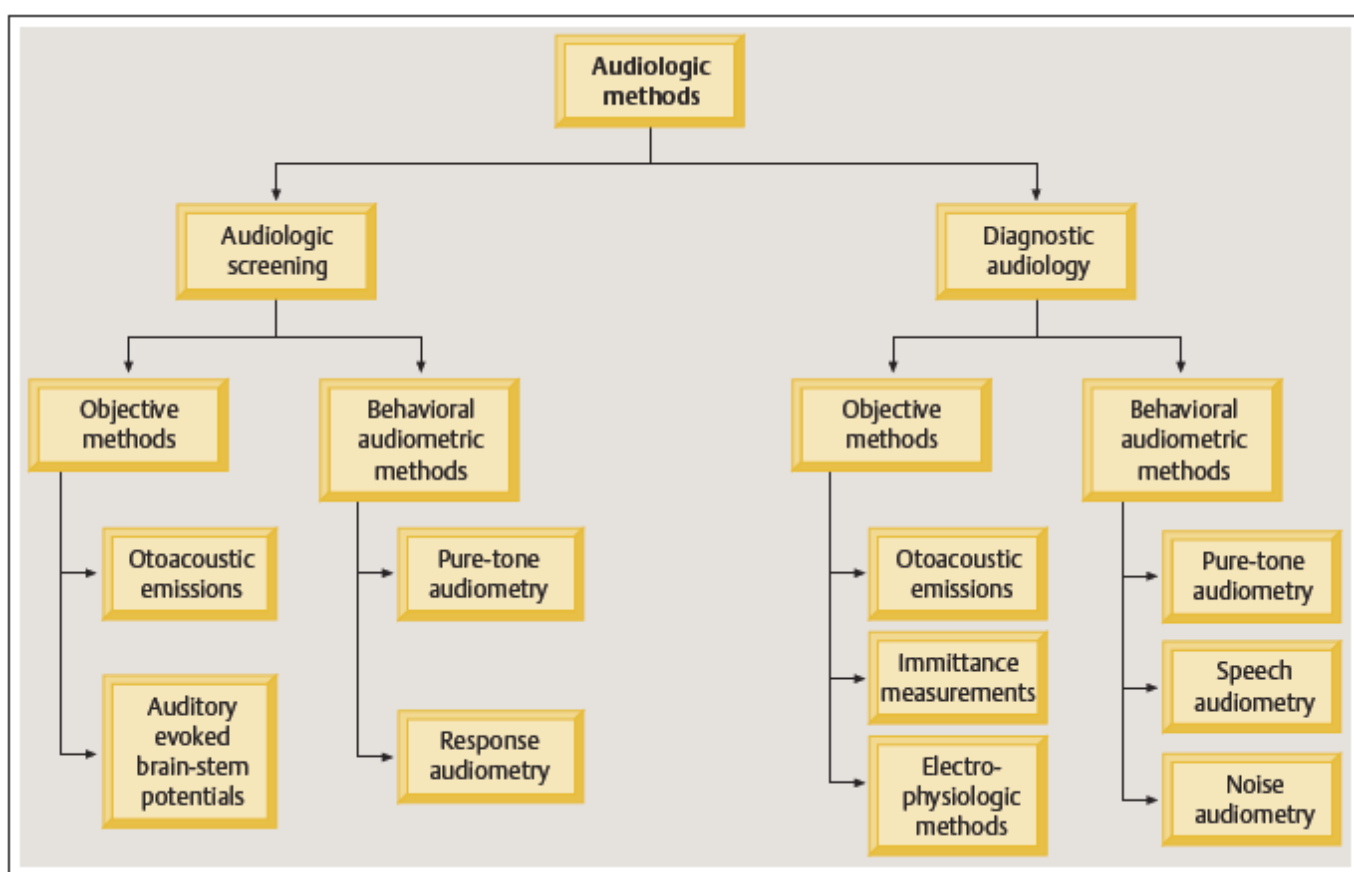 Audiologic
methods
Audiologic
screening
Diagnostic
audiology
Objective
methods
Behavioral
audiometric
methods
Objective
methods
Behavioral
audiometric
methods
Otoacoustic
emissions
Auditory
evoked
brain-stem
potentials
Pure-tone
audiometry
Response
audiometry
Otoacoustic
emissions
Immittance
measurements
Electro-
physiologic
methods
Pure-tone
audiometry
Speech
audiometry
Noise
audiometry